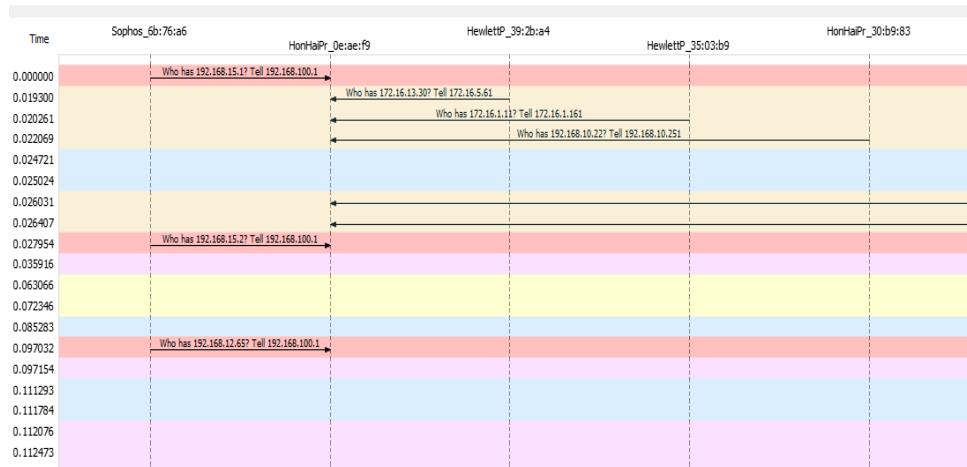 Sophos_6b:76:a6 HewlettP_39:2b:a4 HonHaiPr_30:b9:83
Time HonHaiPr_0e:ae:f9 HewlettP_35:03:b9
0.000000 Who has 192.168.15.1? Tell 192.168.100.1
0.019300 Who has 172.16.13.30? Tell 172.16.5.61
0.020261 Who has 172.16.1.11? Tell 172.16.1.161
0.022069 Who has 192.168.10.22? Tell 192.168.10.251
0.024721
0.025024
0.026031
0.026407
0.027954 Who has 192.168.15.2? Tell 192.168.100.1
0.035916
0.063066
0.072346
0.085283
0.097032 Who has 192.168.12.65? Tell 192.168.100.1
0.097154
0.111293
0.111784
0.112076
0.112473